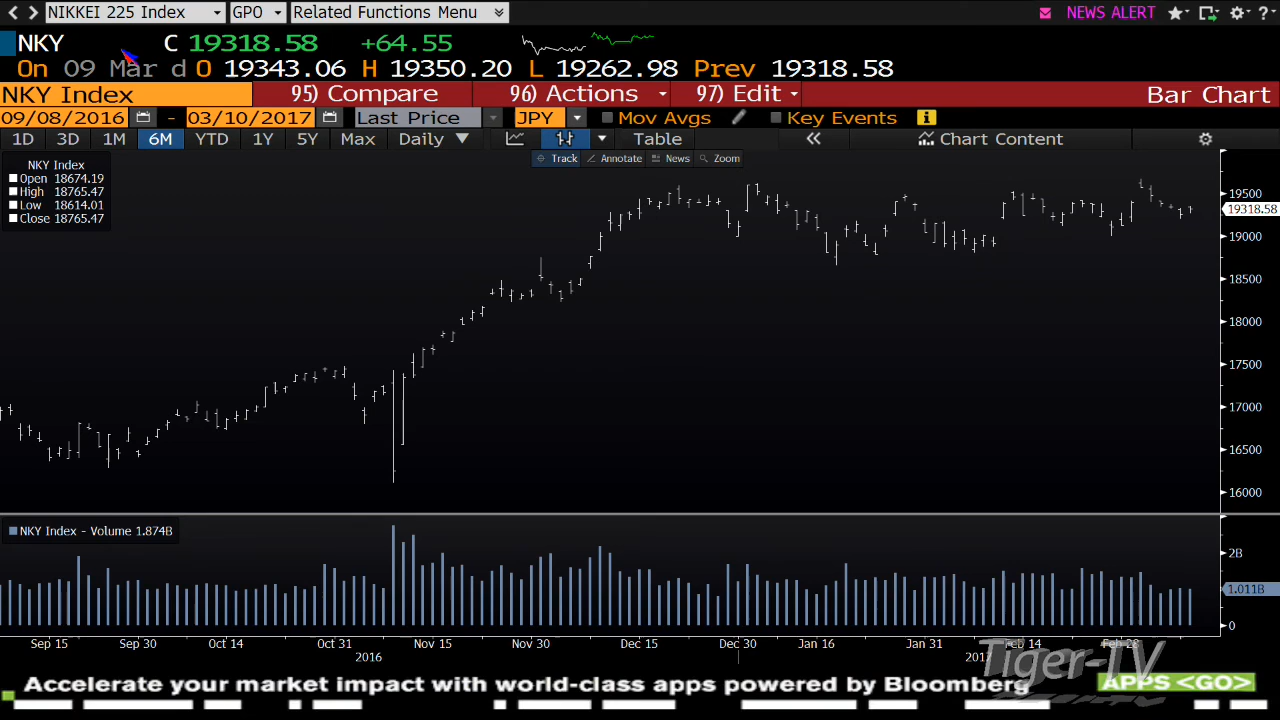 NIKKEI 225 Index GPO Related Functions Menu NEWS ALERT ?
NKY C 19318.58 +54.55
On 09 Mar d O 19343.06 H 19350.20 L 19262.98 Prev 19318.58
NKY Index 95) Compare 96) Actions 97) Edit Bar Chart
09/08/2016 - 03/10/2017 Last Price JPY Mov Avgs Key Events i
1D 3D 1M 6M YTD 1Y 5Y Max Daily Table Chart Content
Track Annotate News Zoom
NKY Index
Open 18674.19
High 18765.47
Low 18614.01
Close 18765.47
19500
19318.58
19000
18500
18000
17500
17000
16500
16000
NKY Index - Volume 1.874B
2B
1.011B
0
Sep 15 Sep 30 Oct 14 Oct 31 Nov 15 Nov 30 Dec 15 Dec 30 Jan 16 Jan 31 Feb 14 Feb 28
2016 2017
Tiger-TV
Accelerate your market impact with world-class apps powered by Bloomberg APPS <GO>